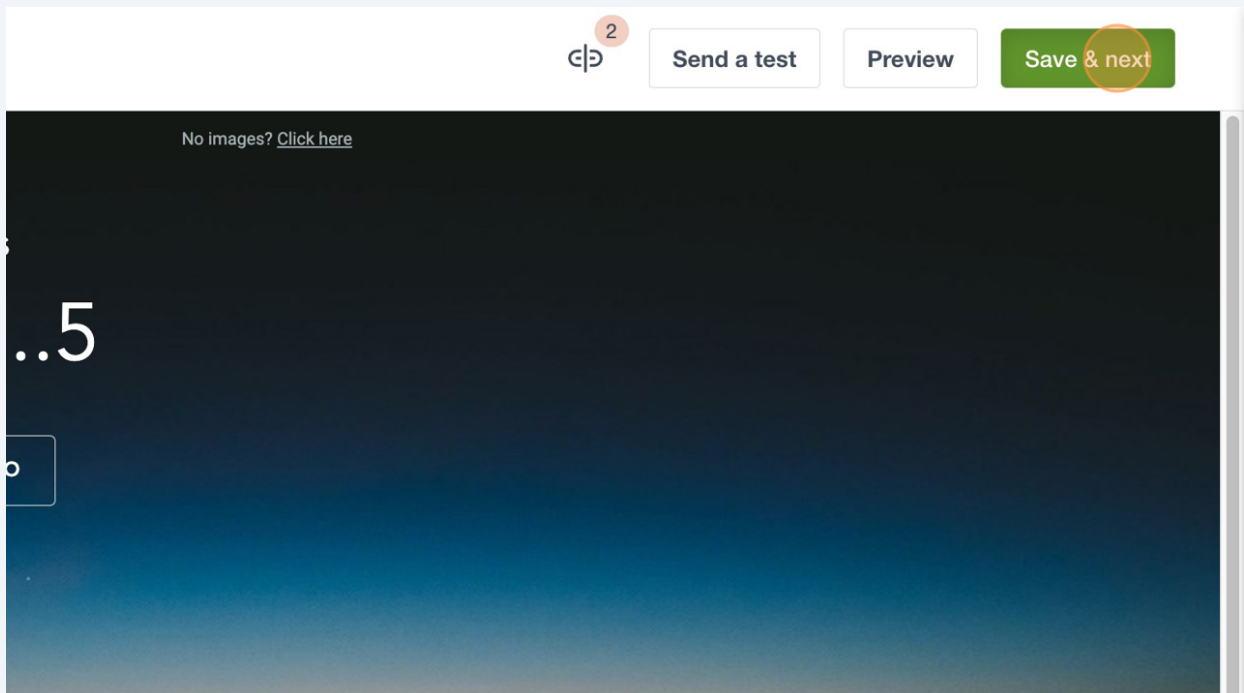 2
Send a test
Preview
Save & next
No images? Click here
s
...5
o